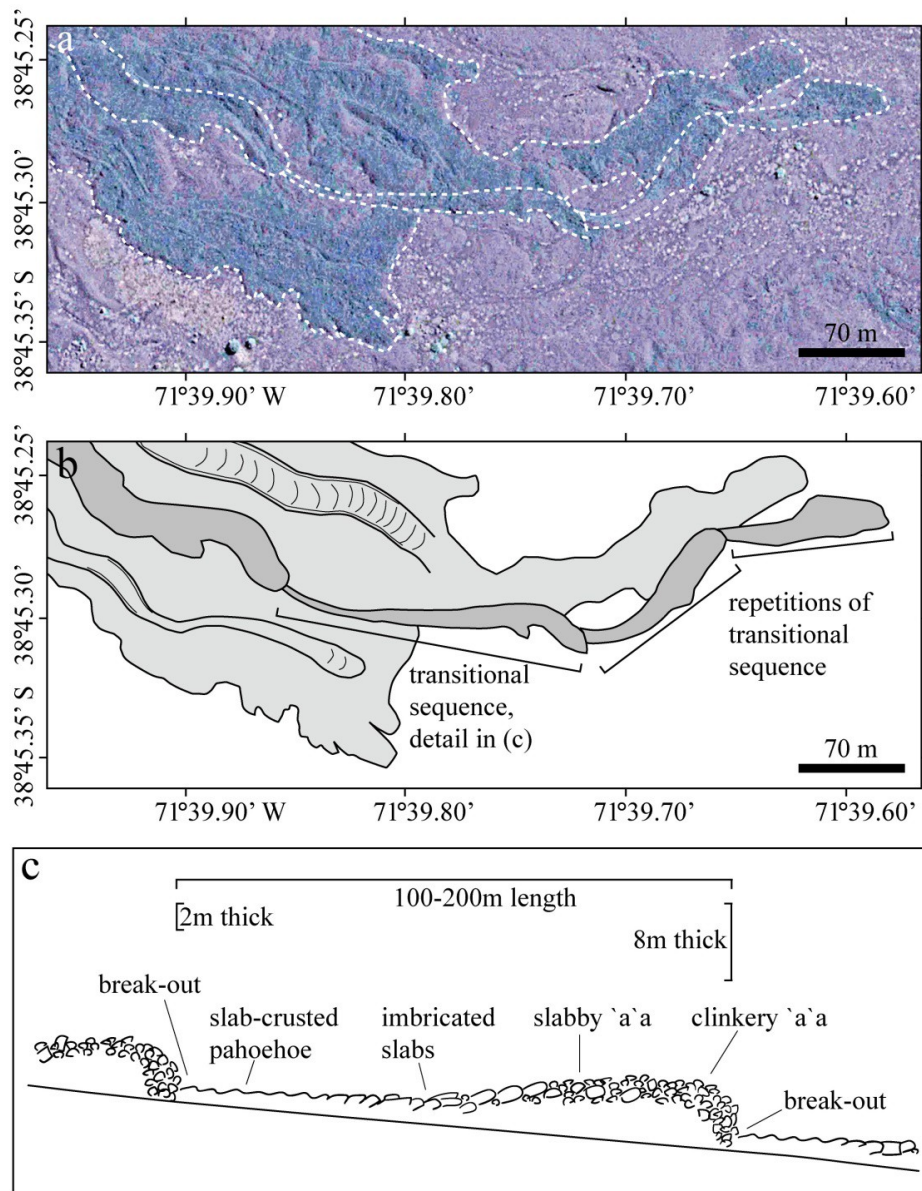 a
38°45.25'
38°45.30'
38°45.35' S
70 m
71°39.90' W
71°39.80'
71°39.70'
71°39.60'
b
38°45.25'
38°45.30'
38°45.35' S
repetitions of
transitional
sequence
transitional
sequence,
detail in (c)
70 m
71°39.90' W
71°39.80'
71°39.70'
71°39.60'
c
100-200m length
2m thick
8m thick
break-out
slab-crusted
pahoehoe
imbricated
slabs
slabby `a`a
clinkery `a`a
break-out